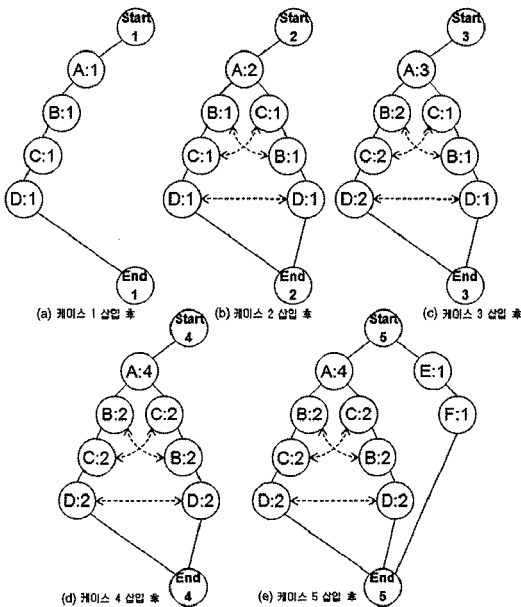 Start 1
A:1
B:1
C:1
D:1
End 1
(a) 케이스 1 삽입 후
Start 2
A:2
B:1 C:1
C:1 B:1
D:1 D:1
End 2
(b) 케이스 2 삽입 후
Start 3
A:3
B:2 C:1
C:2 B:1
D:2 D:1
End 3
(c) 케이스 3 삽입 후
Start 4
A:4
B:2 C:2
C:2 B:2
D:2 D:2
End 4
(d) 케이스 4 삽입 후
Start 5
A:4 E:1
B:2 C:2 F:1
C:2 B:2
D:2 D:2
End 5
(e) 케이스 5 삽입 후